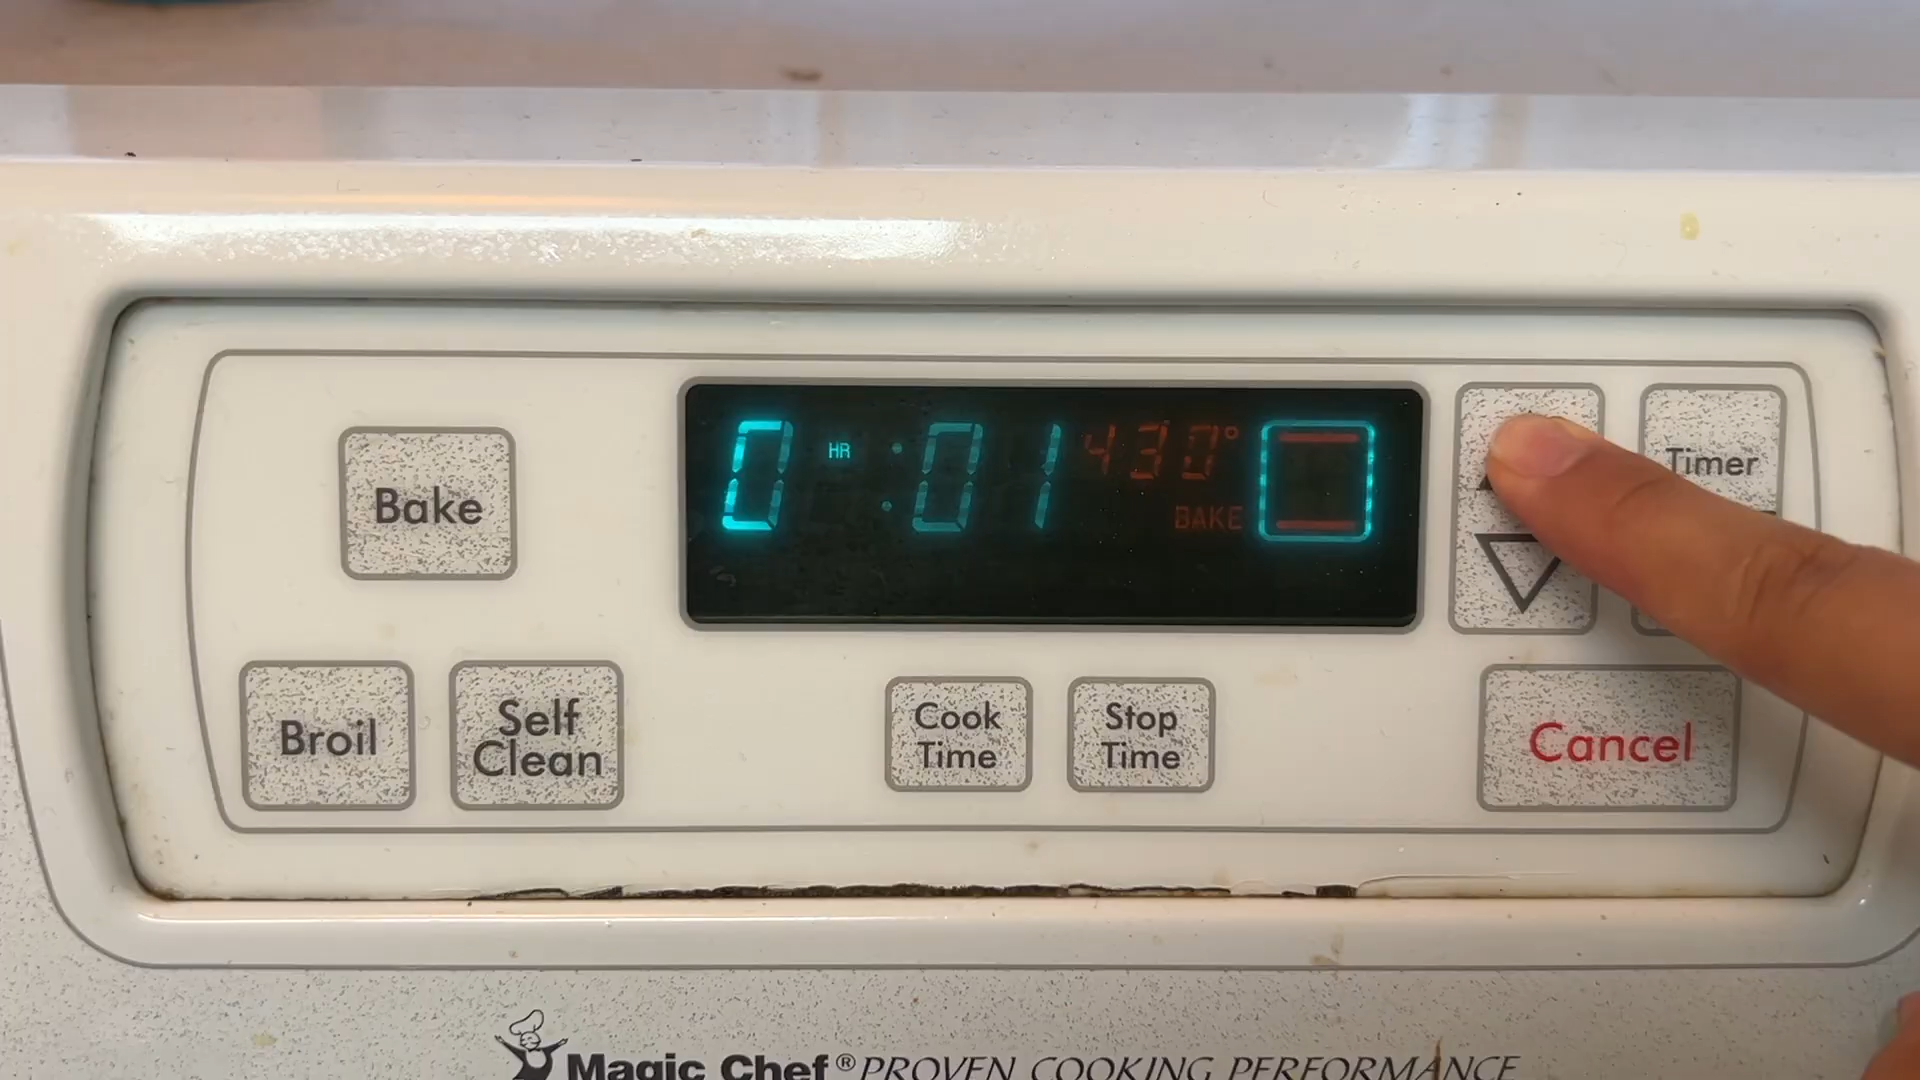 0 HR : 01 430°
BAKE
Bake
Timer
Broil
Self
Clean
Cook
Time
Stop
Time
Cancel
Magic Chef® PROVEN COOKING PERFORMANCE